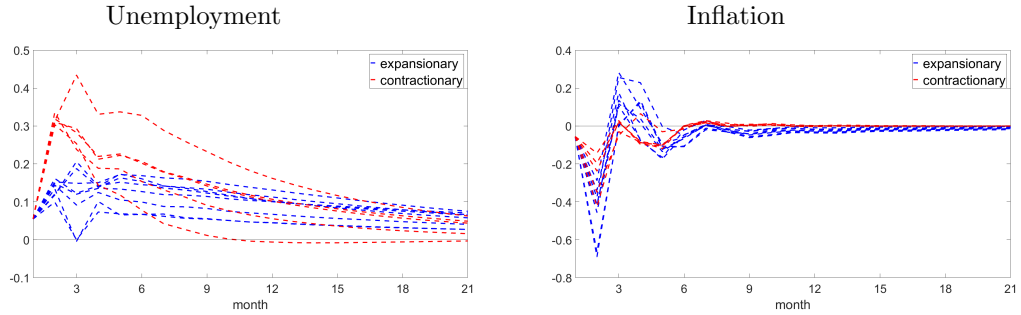 Unemployment
0.5
0.4
0.3
0.2
0.1
0
-0.1
3 6 9 12 15 18 21
month
expansionary
contractionary
Inflation
0.4
0.2
0
-0.2
-0.4
-0.6
-0.8
3 6 9 12 15 18 21
month
expansionary
contractionary